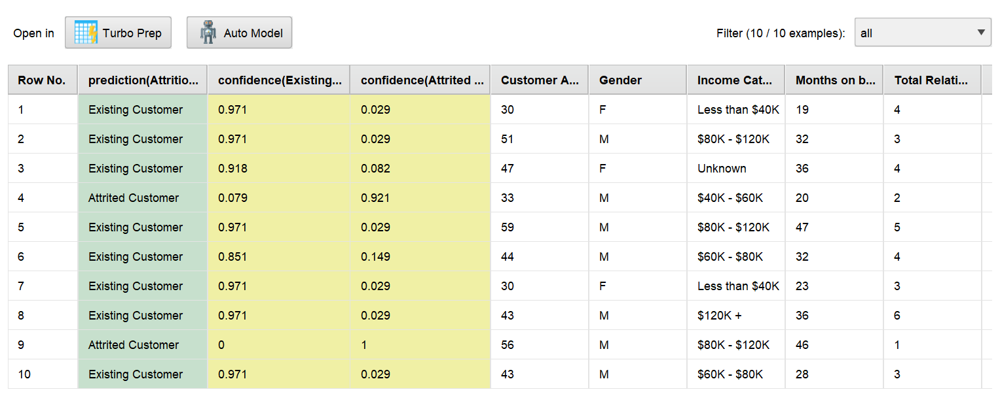 Open in Turbo Prep Auto Model Filter (10 / 10 examples): all
Row No. prediction(Attritio... confidence(Existing... confidence(Attrited ... Customer A... Gender Income Cat... Months on b... Total Relati...
1 Existing Customer 0.971 0.029 30 F Less than $40K 19 4
2 Existing Customer 0.971 0.029 51 M $80K - $120K 32 3
3 Existing Customer 0.918 0.082 47 F Unknown 36 4
4 Attrited Customer 0.079 0.921 33 M $40K - $60K 20 2
5 Existing Customer 0.971 0.029 59 M $80K - $120K 47 5
6 Existing Customer 0.851 0.149 44 M $60K - $80K 32 4
7 Existing Customer 0.971 0.029 30 F Less than $40K 23 3
8 Existing Customer 0.971 0.029 43 M $120K + 36 6
9 Attrited Customer 0 1 56 M $80K - $120K 46 1
10 Existing Customer 0.971 0.029 43 M $60K - $80K 28 3